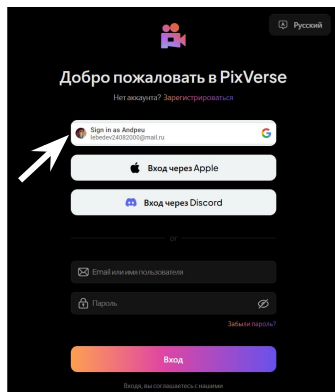 Русский
Добро пожаловать в PixVerse
Нет аккаунта? Зарегистрироваться
Sign in as Андреu
lebedev24082000@mail.ru
Вход через Apple
Вход через Discord
or
Email или имя пользователя
Пароль
Забыли пароль?
Вход
Входя, вы соглашаетесь с нашими